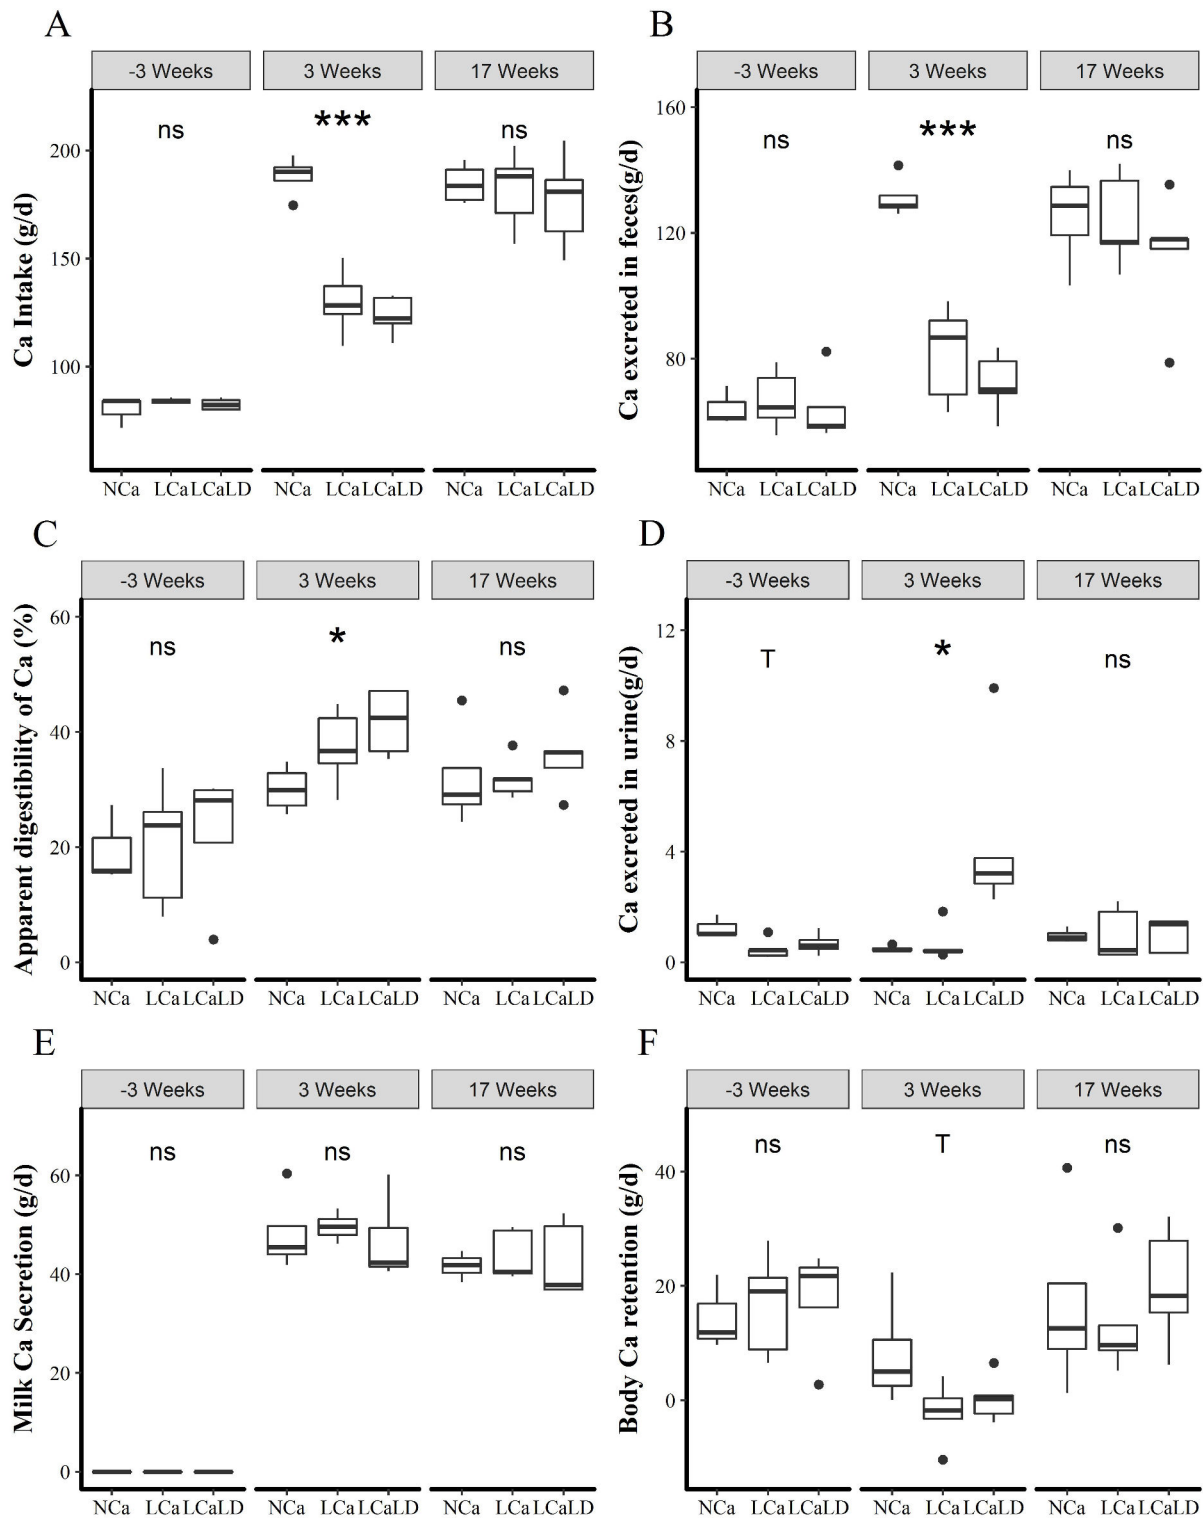 A
-3 Weeks 3 Weeks 17 Weeks
ns *** ns
Ca Intake (g/d)
200
150
100
NCa LCa LCaLD NCa LCa LCaLD NCa LCa LCaLD
B
-3 Weeks 3 Weeks 17 Weeks
ns *** ns
Ca excreted in feces(g/d)
160
120
80
NCa LCa LCaLD NCa LCa LCaLD NCa LCa LCaLD
C
-3 Weeks 3 Weeks 17 Weeks
ns * ns
Apparent digestibility of Ca (%)
60
40
20
0
NCa LCa LCaLD NCa LCa LCaLD NCa LCa LCaLD
D
-3 Weeks 3 Weeks 17 Weeks
T * ns
Ca excreted in urine(g/d)
12
8
4
0
NCa LCa LCaLD NCa LCa LCaLD NCa LCa LCaLD
E
-3 Weeks 3 Weeks 17 Weeks
ns ns ns
Milk Ca Secretion (g/d)
60
40
20
0
NCa LCa LCaLD NCa LCa LCaLD NCa LCa LCaLD
F
-3 Weeks 3 Weeks 17 Weeks
ns T ns
Body Ca retention (g/d)
40
20
0
NCa LCa LCaLD NCa LCa LCaLD NCa LCa LCaLD